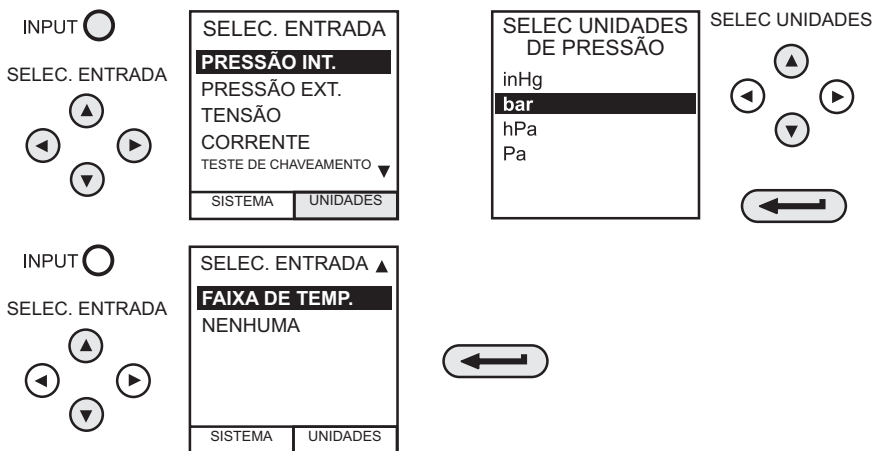 INPUT
SELEC. ENTRADA
SELEC. ENTRADA
PRESSÃO INT.
PRESSÃO EXT.
TENSÃO
CORRENTE
TESTE DE CHAVEAMENTO
SISTEMA UNIDADES
SELEC UNIDADES
DE PRESSÃO
inHg
bar
hPa
Pa
SELEC UNIDADES
INPUT
SELEC. ENTRADA
SELEC. ENTRADA
FAIXA DE TEMP.
NENHUMA
SISTEMA UNIDADES